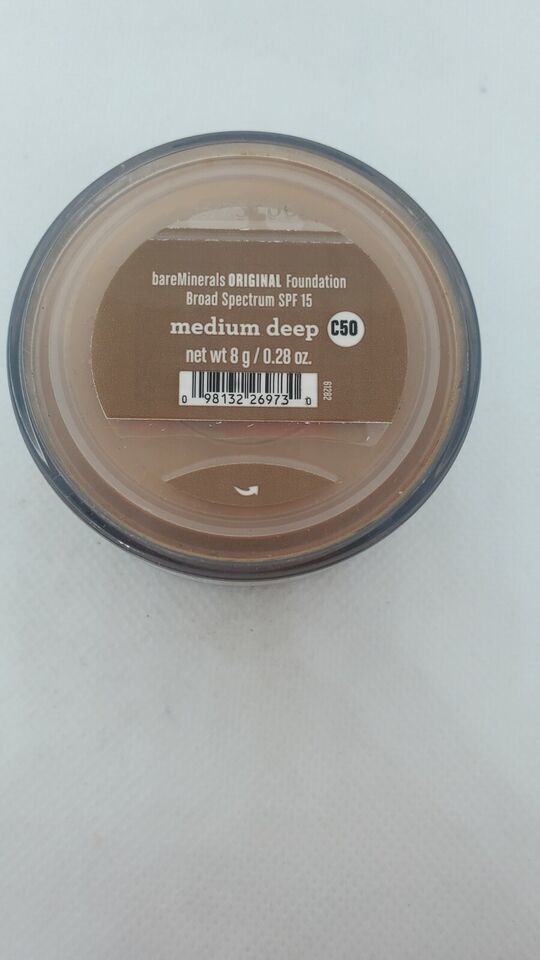 bareMinerals ORIGINAL Foundation
Broad Spectrum SPF 15
medium deep C50
net wt 8 g / 0.28 oz.
61282
0 98132 26973 0